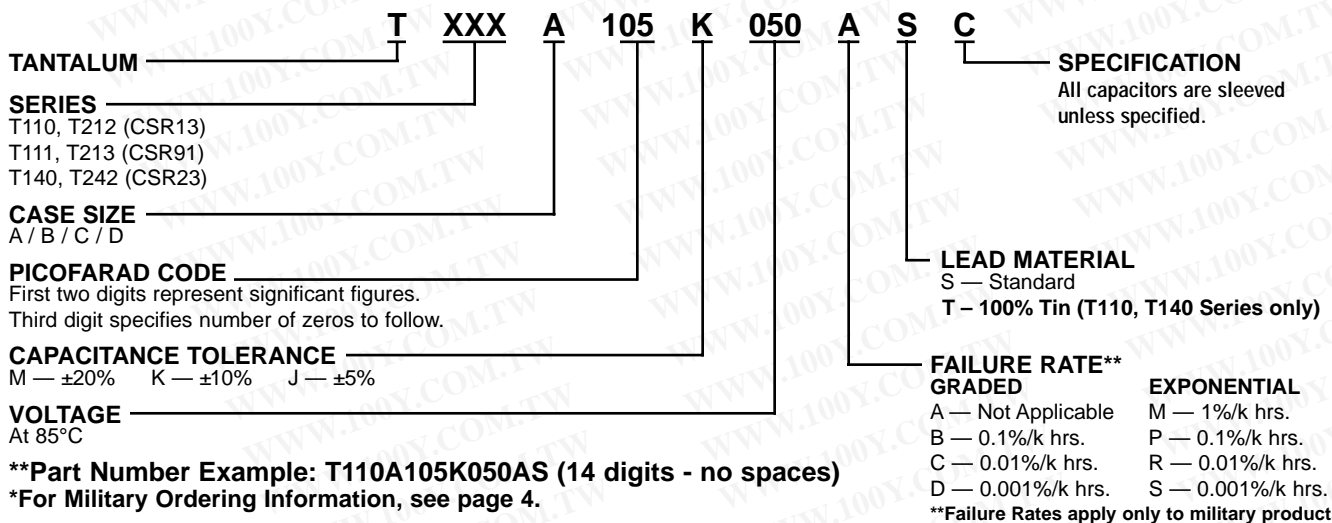 T XXX A 105 K 050 A S C
TANTALUM
SERIES
T110, T212 (CSR13)
T111, T213 (CSR91)
T140, T242 (CSR23)
CASE SIZE
A / B / C / D
PICOFARAD CODE
First two digits represent significant figures.
Third digit specifies number of zeros to follow.
CAPACITANCE TOLERANCE
M — ±20% K — ±10% J — ±5%
VOLTAGE
At 85°C
SPECIFICATION
All capacitors are sleeved
unless specified.
LEAD MATERIAL
S — Standard
T – 100% Tin (T110, T140 Series only)
FAILURE RATE**
GRADED EXPONENTIAL
A — Not Applicable M — 1%/k hrs.
B — 0.1%/k hrs. P — 0.1%/k hrs.
C — 0.01%/k hrs. R — 0.01%/k hrs.
D — 0.001%/k hrs. S — 0.001%/k hrs.
**Failure Rates apply only to military product
**Part Number Example: T110A105K050AS (14 digits - no spaces)
*For Military Ordering Information, see page 4.
WWW.100Y.COM.TW